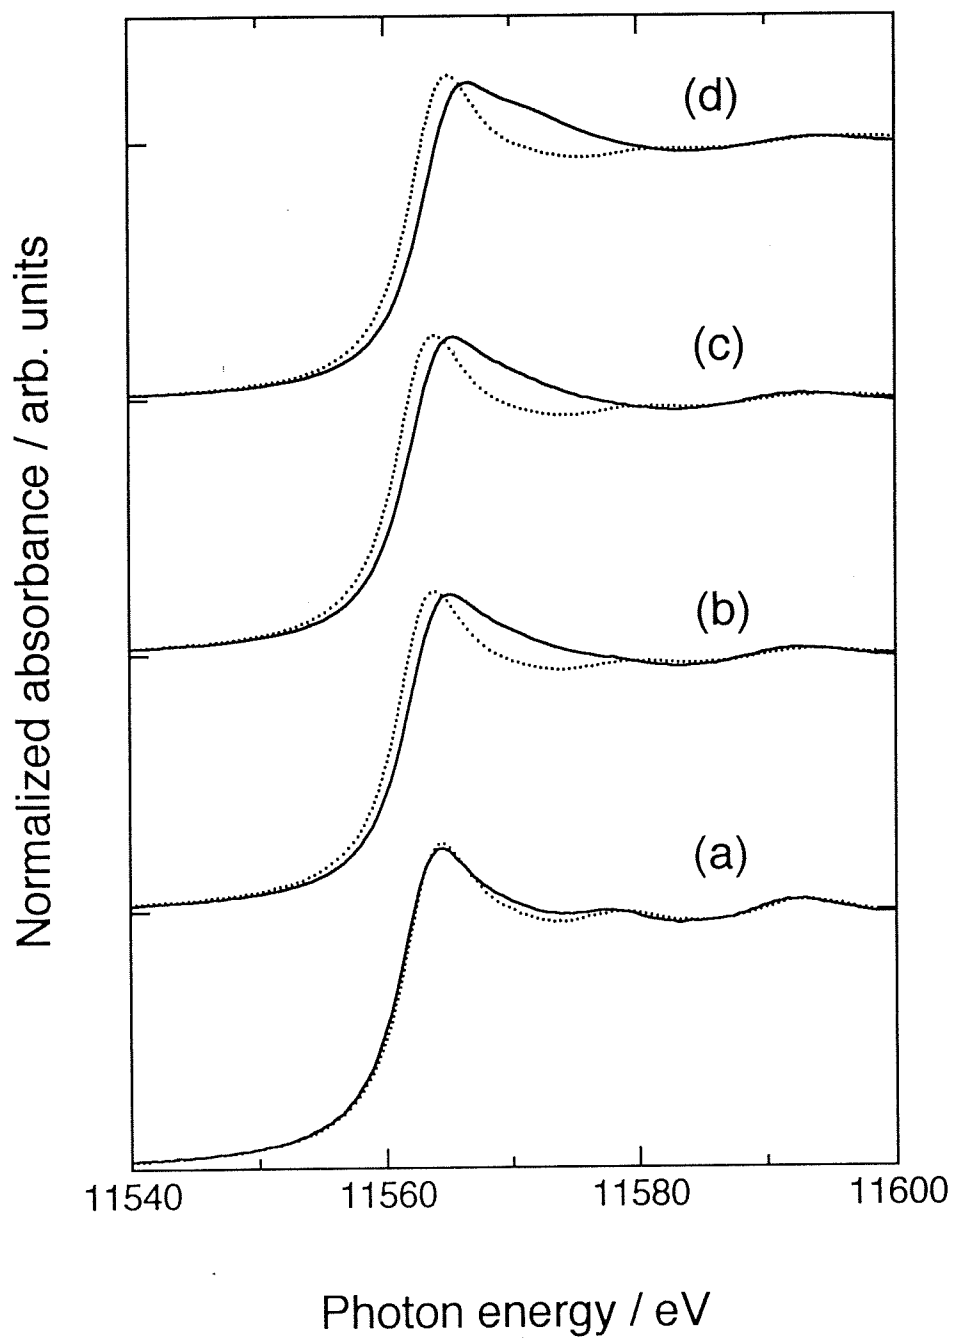 (d)
(c)
(b)
(a)
Normalized absorbance / arb. units
11540 11560 11580 11600
Photon energy / eV